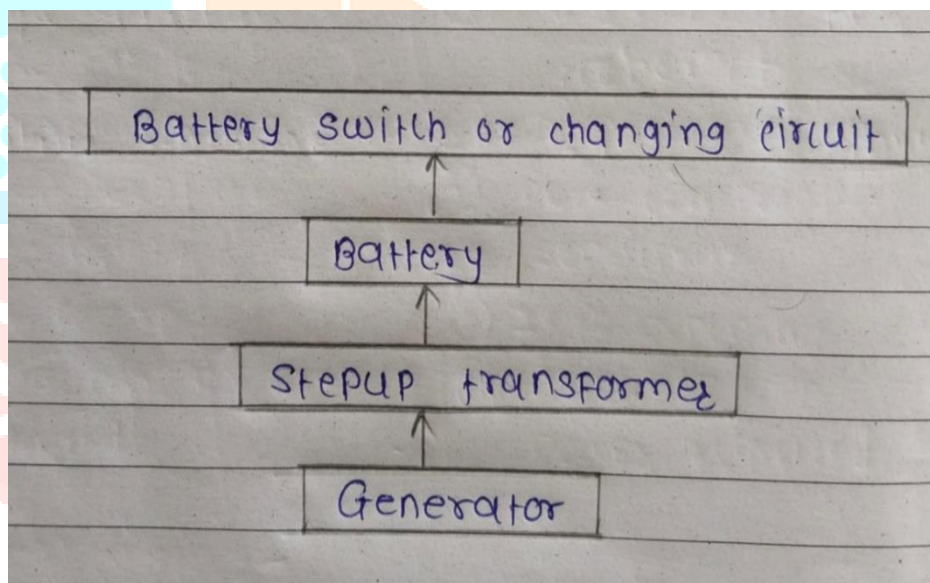 Battery switch or changing circuit
Battery
Stepup transformer
Generator